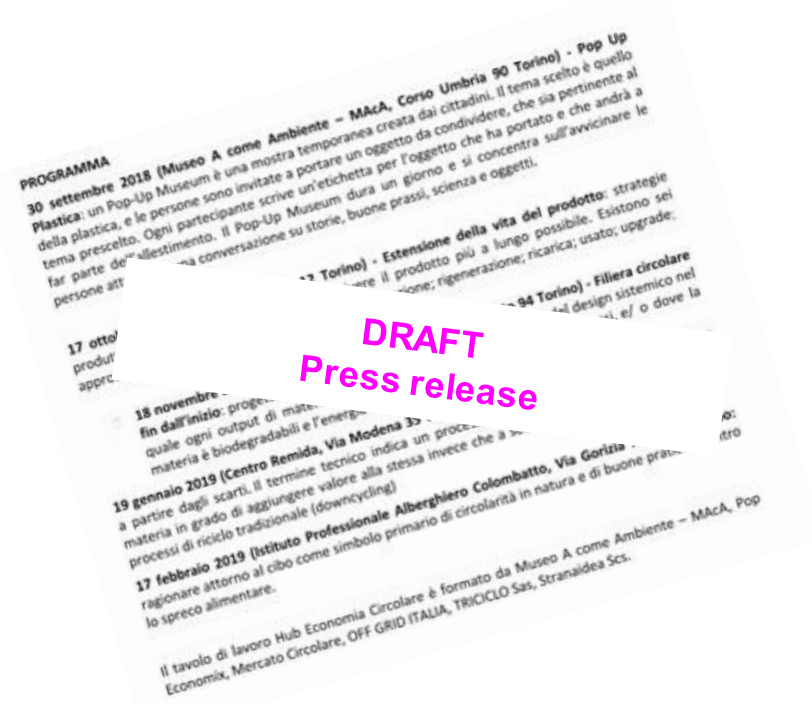 PROGRAMMA
30 settembre 2018 (Museo A come Ambiente – MAcA, Corso Umbria 90 Torino) - Pop Up
Plastica: un Pop-Up Museum è una mostra temporanea creata dai cittadini. Il tema scelto è quello
della plastica, e le persone sono invitate a portare un oggetto da condividere, che sia pertinente al
tema prescelto. Ogni partecipante scrive un'etichetta per l'oggetto che ha portato e che andrà a
far parte dell'allestimento. Il Pop-Up Museum dura un giorno e si concentra sull'avvicinare le
persone conversazione su storie, buone prassi, scienza e oggetti.
17 Torino) - Estensione della vita del prodotto: strategie
il prodotto più a lungo possibile. Esistono sei
rigenerazione; ricarica; usato; upgrade;
94 Torino) - Filiera circolare
design sistemico nel
e/ o dove la
DRAFT
Press release
18 novembre
fin dall'inizio:
quale ogni output di
materia è biodegradabili e
19 gennaio 2019 (Centro Remida, Via Modena
a partire dagli scarti. Il termine tecnico indica un
materia in grado di aggiungere valore alla stessa invece che a
processi di riciclo tradizionale (downcycling)
17 febbraio 2019 (Istituto Professionale Alberghiero Colombatto, Via Gorizia
ragionare attorno al cibo come simbolo primario di circolarità in natura e di buone
lo spreco alimentare.
Il tavolo di lavoro Hub Economia Circolare è formato da Museo A come Ambiente – MAcA, Pop
Economix, Mercato Circolare, OFF GRID ITALIA, TRICICLO Sas, Stranaidea Scs.